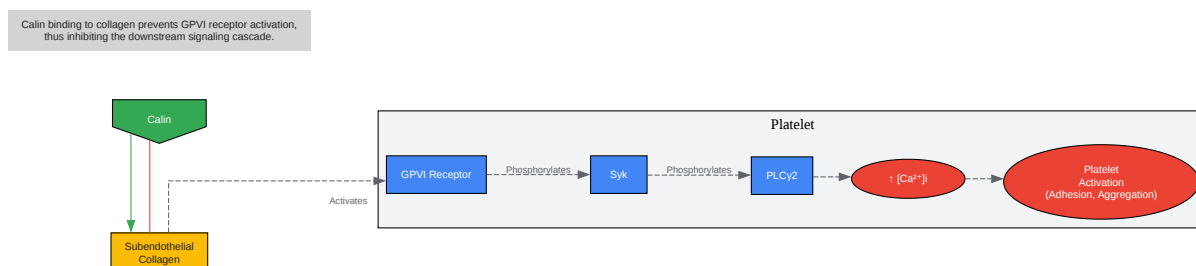 Calin binding to collagen prevents GPVI receptor activation,
thus inhibiting the downstream signaling cascade.
Calin
Platelet
GPVI Receptor
Phosphorylates
Syk
Phosphorylates
PLCy2
↑ [Ca²⁺]i
Platelet
Activation
(Adhesion, Aggregation)
Activates
Subendothelial
Collagen